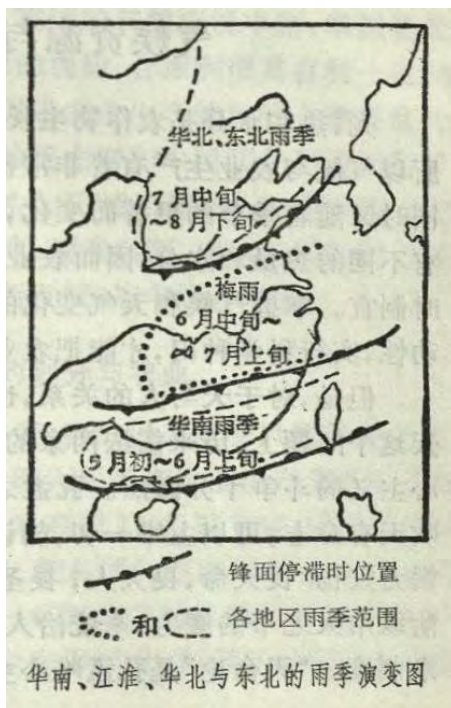 华北、东北雨季
7月中旬
～8月下旬
梅雨
6月中旬～
7月上旬
华南雨季
5月初～6月上旬
锋面停滞时位置
和
各地区雨季范围
华南、江淮、华北与东北的雨季演变图